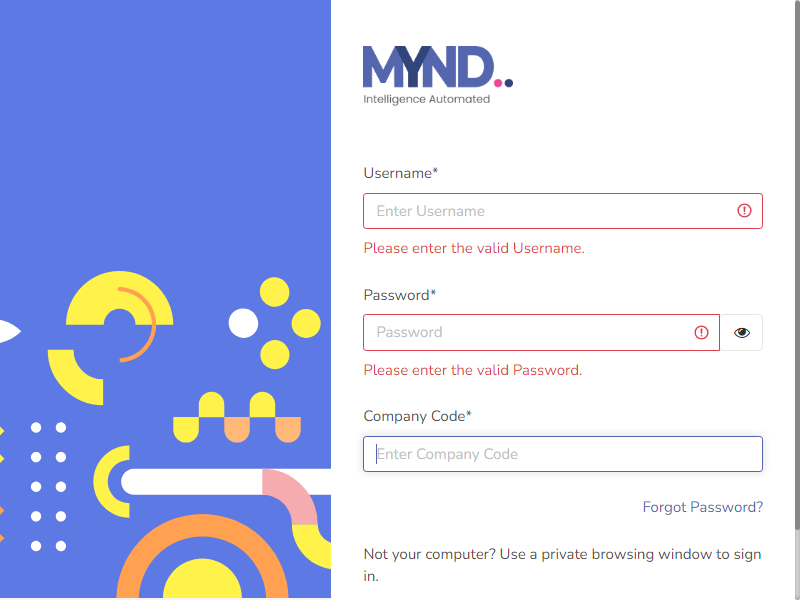 MYND..
Intelligence Automated
Username*
Enter Username
Please enter the valid Username.
Password*
Password
Please enter the valid Password.
Company Code*
Enter Company Code
Forgot Password?
Not your computer? Use a private browsing window to sign
in.